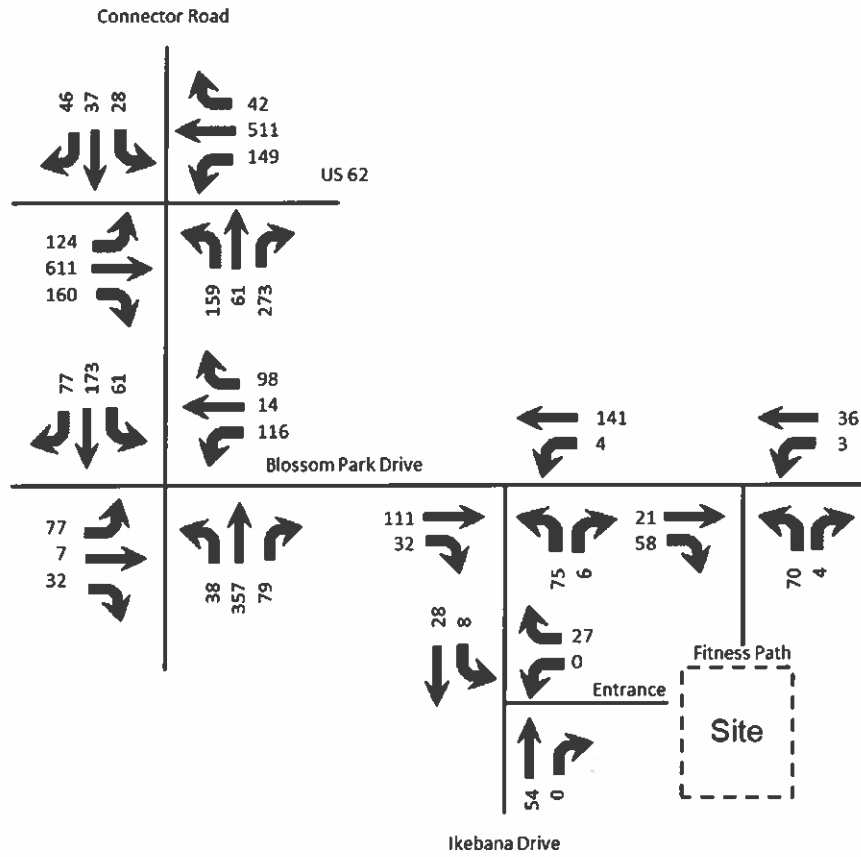 Connector Road
46 37 28
42
511
149
US 62
124
611
160
159 61 273
77 173 61
98
14
116
Blossom Park Drive
141
4
36
3
77
7
32
38 357 79
111
32
75 6
21
58
70 4
28 8
27
0
Fitness Path
Entrance
Site
54 0
Ikebana Drive